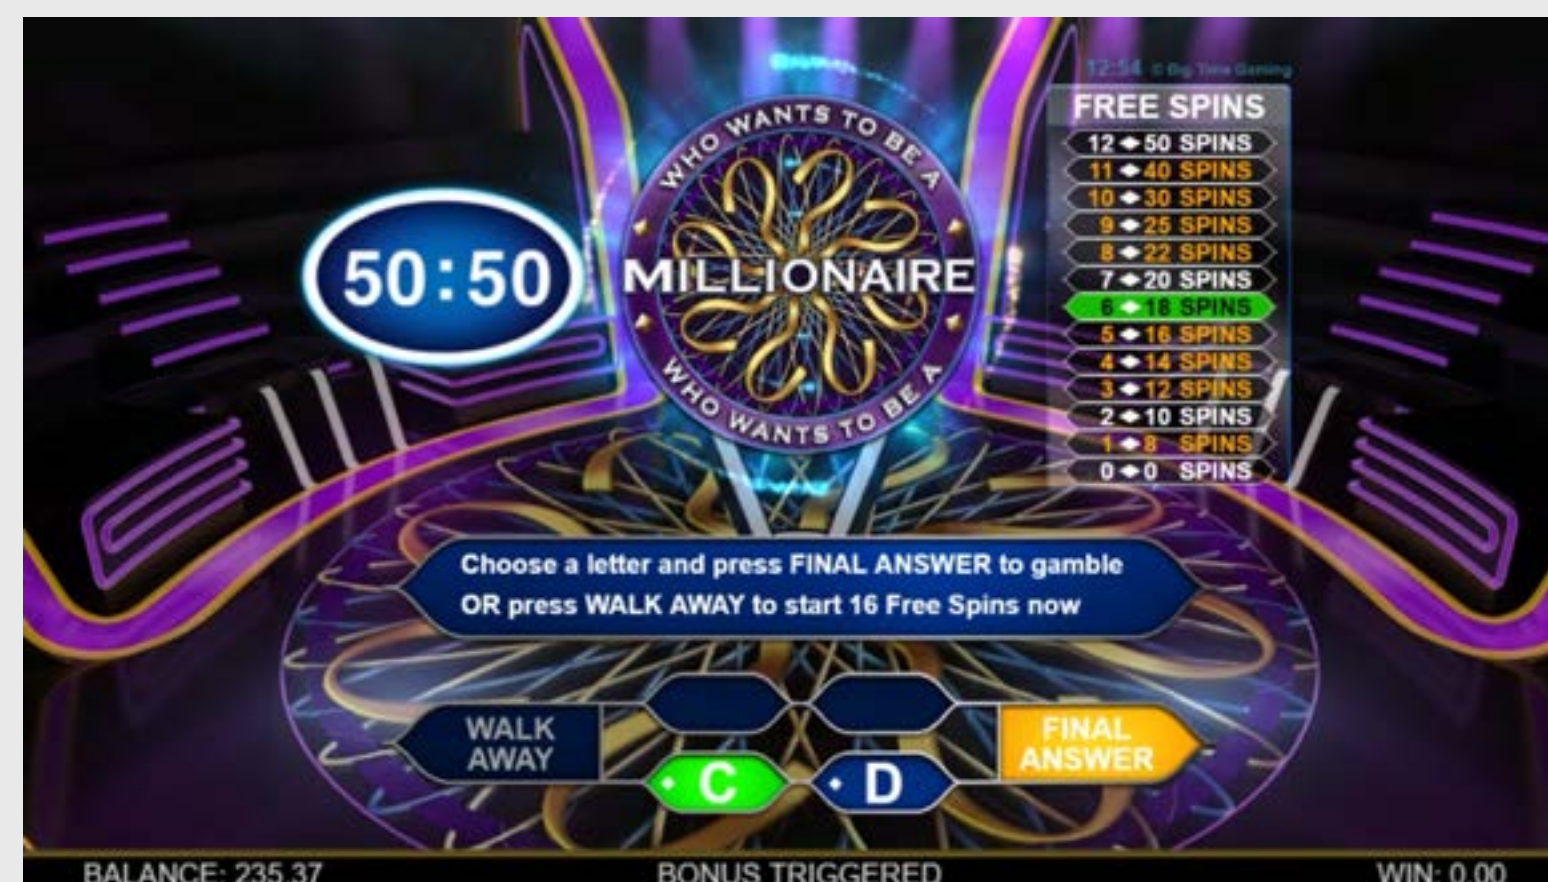 12:54 © Big Time Gaming
WHO WANTS TO BE A
MILLIONAIRE
WHO WANTS TO BE A
50:50
FREE SPINS
12 ◆ 50 SPINS
11 ◆ 40 SPINS
10 ◆ 30 SPINS
9 ◆ 25 SPINS
8 ◆ 22 SPINS
7 ◆ 20 SPINS
6 ◆ 18 SPINS
5 ◆ 16 SPINS
4 ◆ 14 SPINS
3 ◆ 12 SPINS
2 ◆ 10 SPINS
1 ◆ 8 SPINS
0 ◆ 0 SPINS
Choose a letter and press FINAL ANSWER to gamble
OR press WALK AWAY to start 16 Free Spins now
WALK
AWAY
C
D
FINAL
ANSWER
BALANCE: 235.37
BONUS TRIGGERED
WIN: 0.00